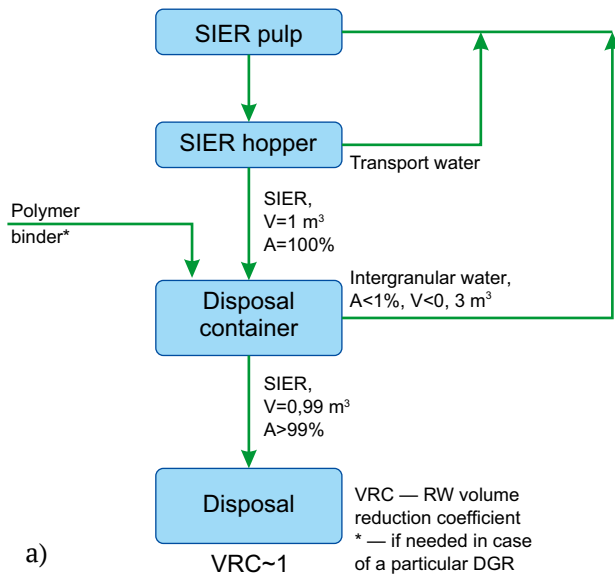 SIER pulp
SIER hopper
Transport water
SIER,
V=1 m³
A=100%
Polymer
binder*
Intergranular water,
A<1%, V<0, 3 m³
Disposal
container
SIER,
V=0,99 m³
A>99%
Disposal
VRC — RW volume
reduction coefficient
* — if needed in case
of a particular DGR
a)
VRC~1